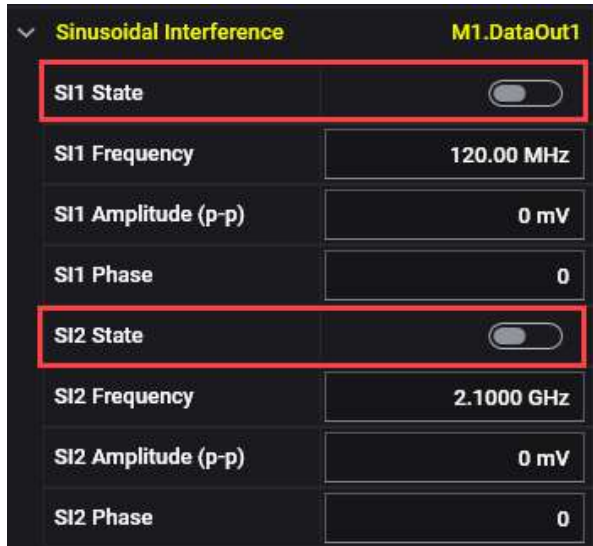 Sinusoidal Interference M1.DataOut1
SI1 State
SI1 Frequency 120.00 MHz
SI1 Amplitude (p-p) 0 mV
SI1 Phase 0
SI2 State
SI2 Frequency 2.1000 GHz
SI2 Amplitude (p-p) 0 mV
SI2 Phase 0